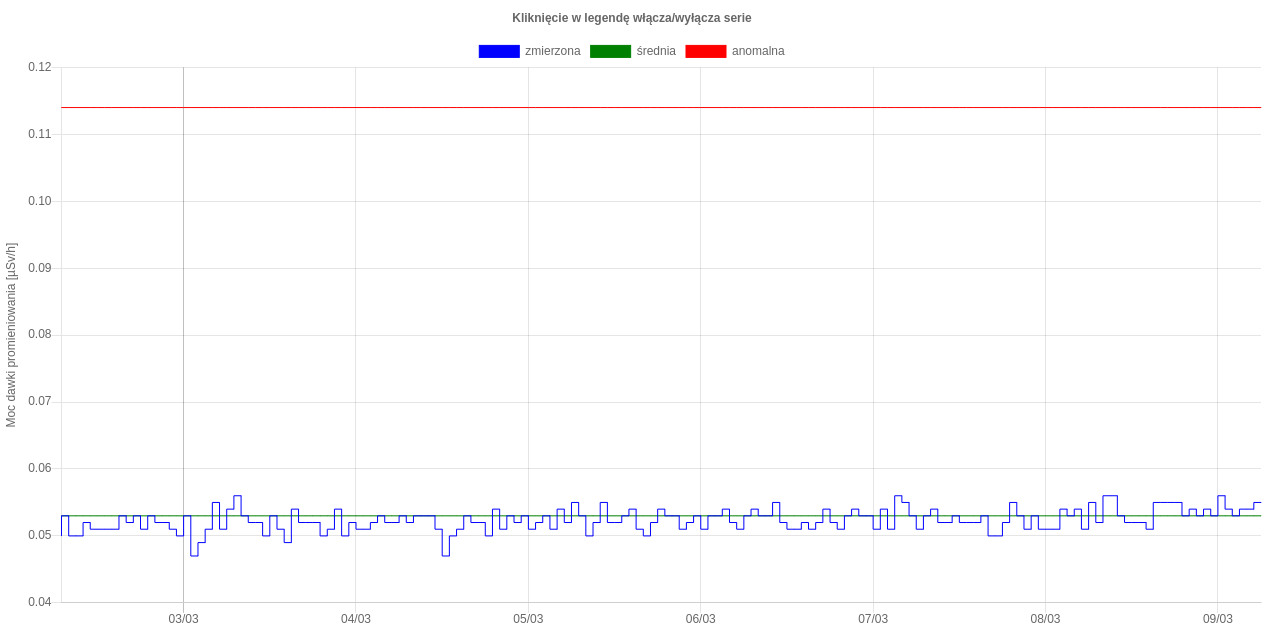 Kliknięcie w legendę włącza/wyłącza serie
zmierzona średnia anomalna
Moc dawki promieniowania [µSv/h]
0.12
0.11
0.10
0.09
0.08
0.07
0.06
0.05
0.04
03/03 04/03 05/03 06/03 07/03 08/03 09/03